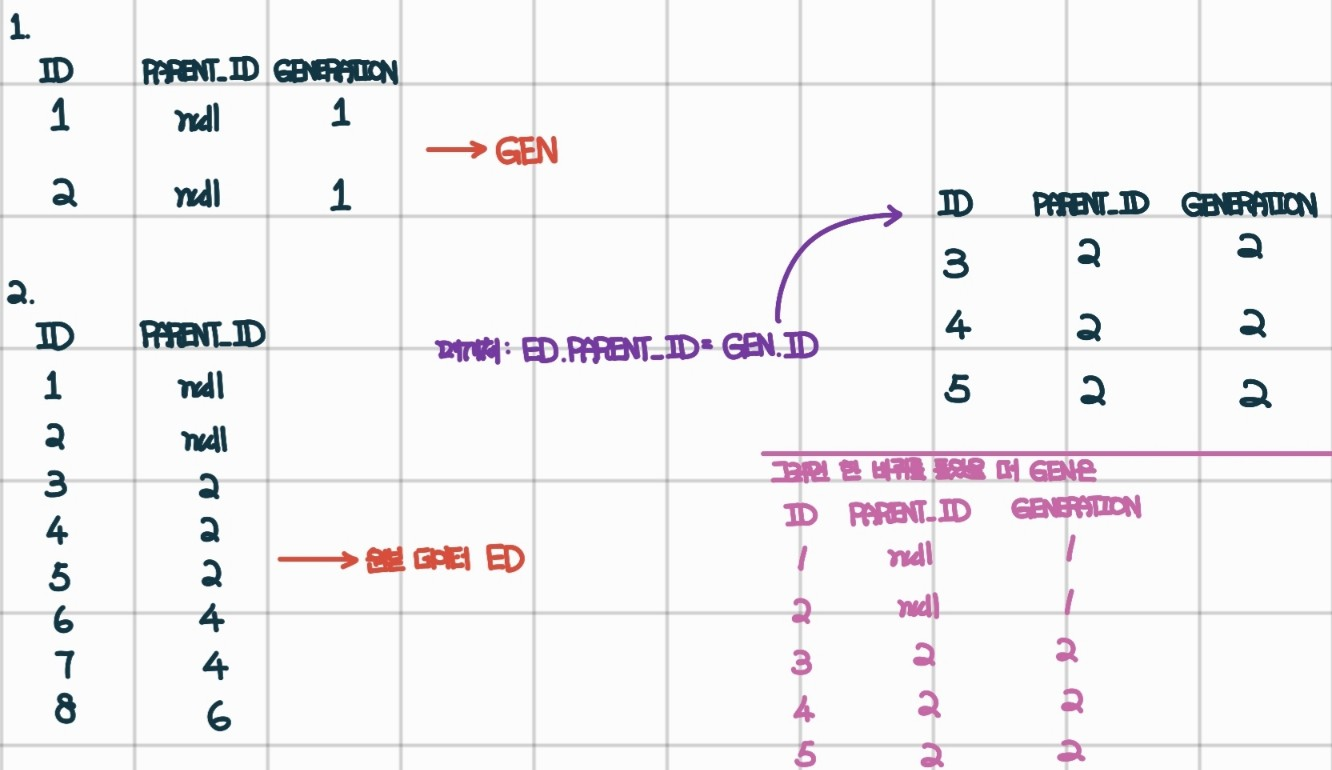 1.
ID PARENT_ID GENERATION
1 null 1
2 null 1
→ GEN
2.
ID PARENT_ID
1 null
2 null
3 2
4 2
5 2
6 4
7 4
8 6
→ 원본 데이터 ED
: ED.PARENT_ID = GEN.ID
ID PARENT_ID GENERATION
3 2 2
4 2 2
5 2 2
그러면 한 바퀴를 돌았을 때 GEN은
ID PARENT_ID GENERATION
1 null 1
2 null 1
3 2 2
4 2 2
5 2 2